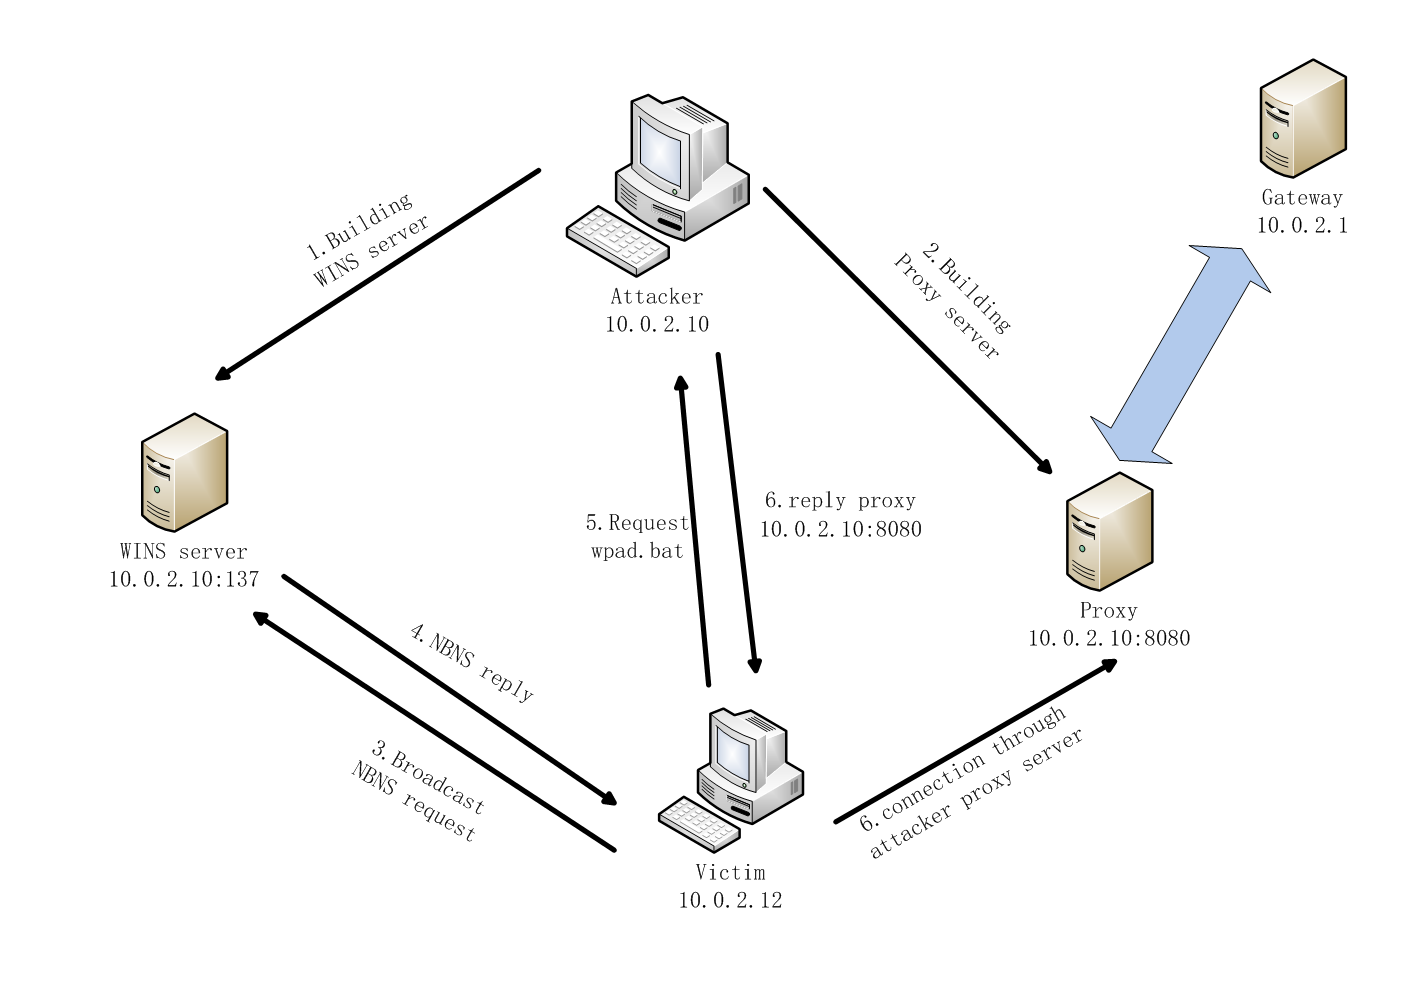 Gateway
10.0.2.1
1.Building
WINS server
2.Building
Proxy server
Attacker
10.0.2.10
5.Request
wpad.bat
6.reply proxy
10.0.2.10:8080
WINS server
10.0.2.10:137
Proxy
10.0.2.10:8080
4.NBNS reply
3.Broadcast
NBNS request
6.connection through
attacker proxy server
Victim
10.0.2.12